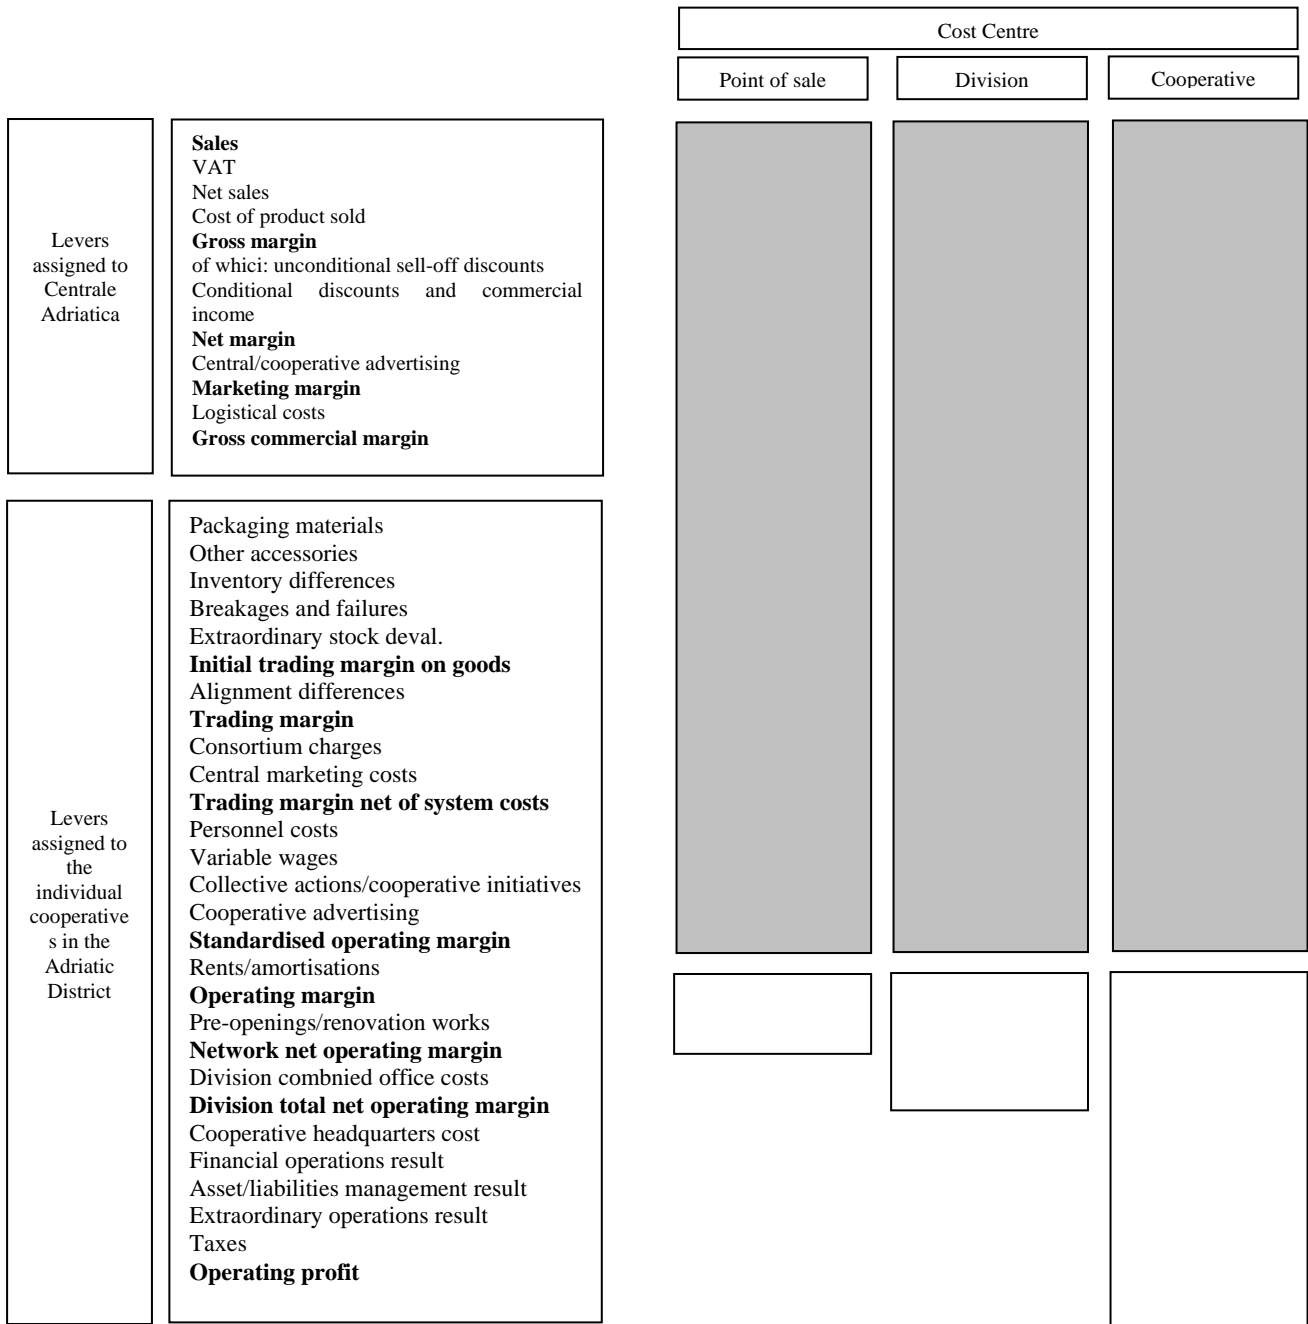 Cost Centre
Point of sale
Division
Cooperative
Levers
assigned to
Centrale
Adriatica
Sales
VAT
Net sales
Cost of product sold
Gross margin
of whici: unconditional sell-off discounts
Conditional discounts and commercial
income
Net margin
Central/cooperative advertising
Marketing margin
Logistical costs
Gross commercial margin
Levers
assigned to
the
individual
cooperative
s in the
Adriatic
District
Packaging materials
Other accessories
Inventory differences
Breakages and failures
Extraordinary stock deval.
Initial trading margin on goods
Alignment differences
Trading margin
Consortium charges
Central marketing costs
Trading margin net of system costs
Personnel costs
Variable wages
Collective actions/cooperative initiatives
Cooperative advertising
Standardised operating margin
Rents/amortisations
Operating margin
Pre-openings/renovation works
Network net operating margin
Division combnied office costs
Division total net operating margin
Cooperative headquarters cost
Financial operations result
Asset/liabilities management result
Extraordinary operations result
Taxes
Operating profit